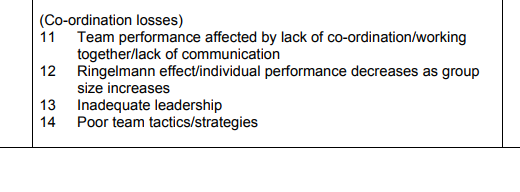 (Co-ordination losses)
11 Team performance affected by lack of co-ordination/working
together/lack of communication
12 Ringelmann effect/individual performance decreases as group
size increases
13 Inadequate leadership
14 Poor team tactics/strategies